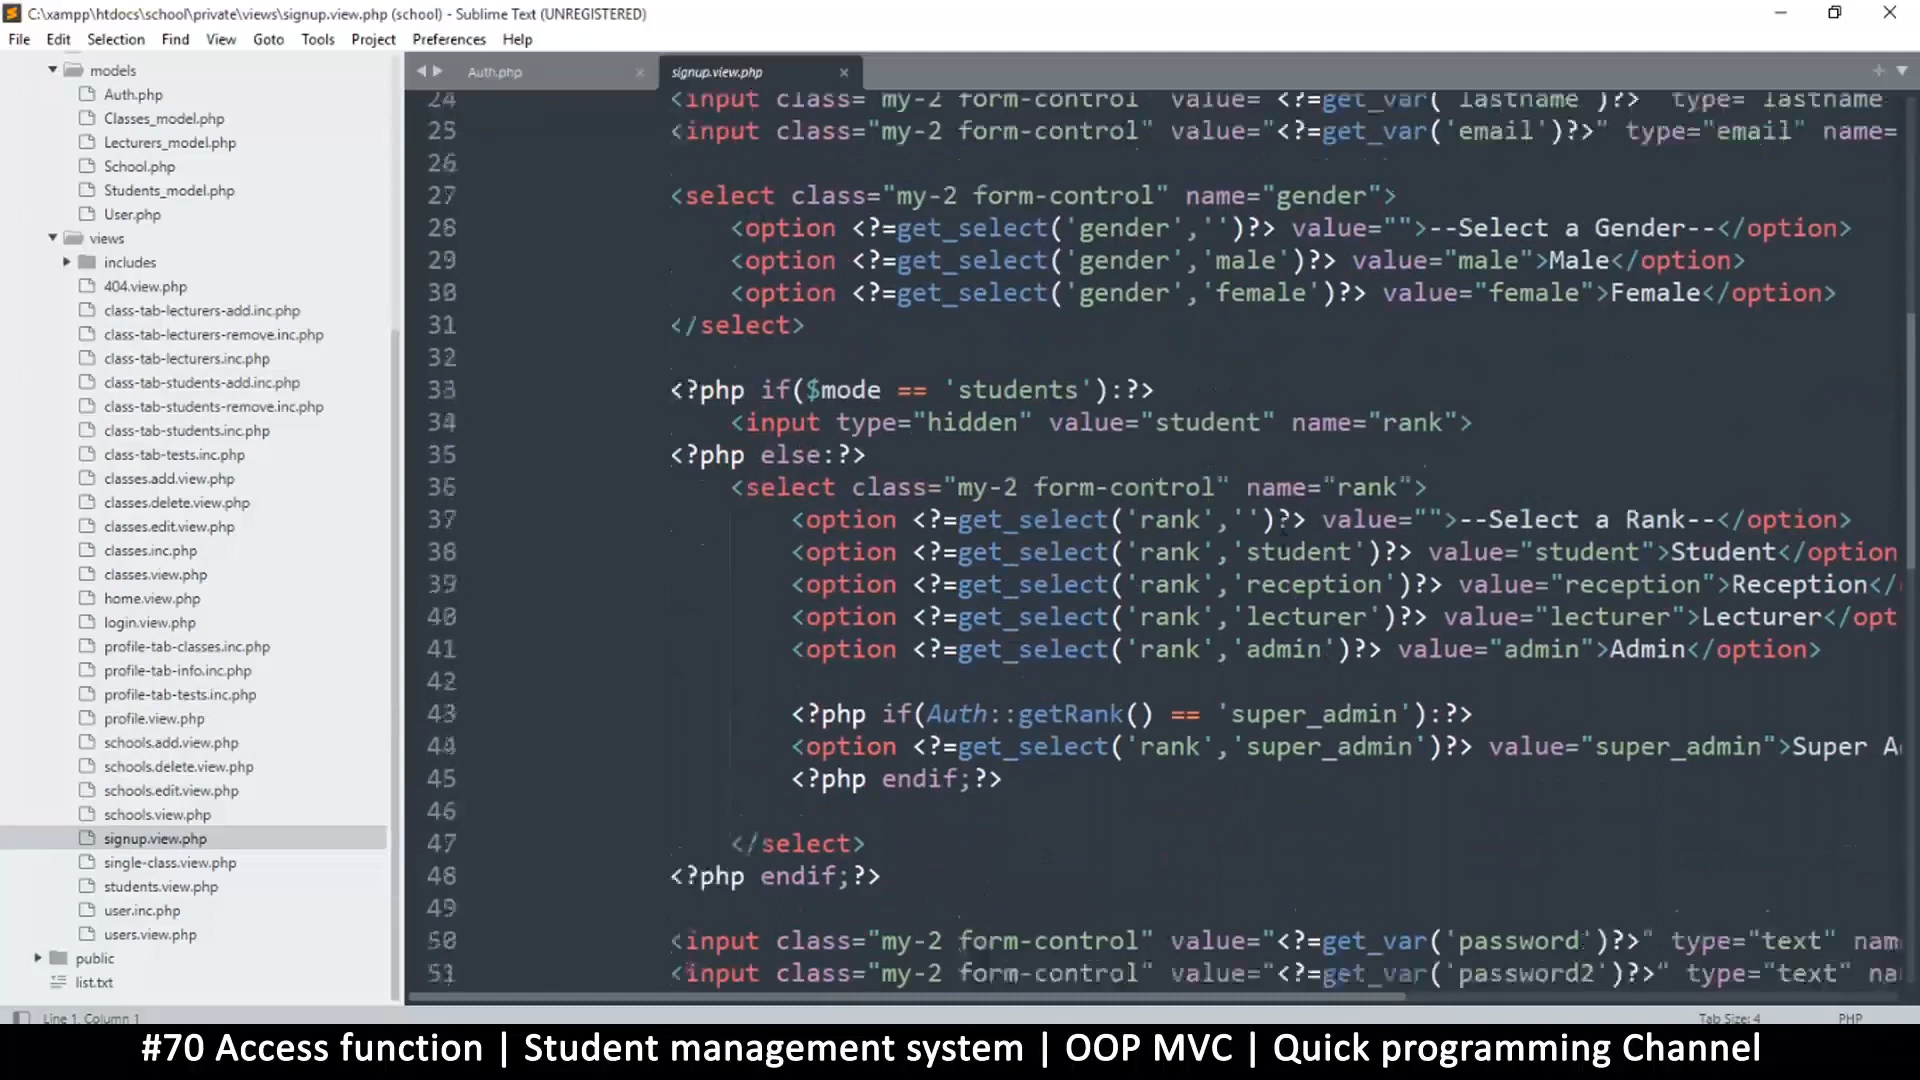 C:\xampp\htdocs\school\private\views\signup.view.php (school) - Sublime Text (UNREGISTERED)
File Edit Selection Find View Goto Tools Project Preferences Help
models
Auth.php
Classes_model.php
Lecturers_model.php
School.php
Students_model.php
User.php
views
includes
404.view.php
class-tab-lecturers-add.inc.php
class-tab-lecturers-remove.inc.php
class-tab-lecturers.inc.php
class-tab-students-add.inc.php
class-tab-students-remove.inc.php
class-tab-students.inc.php
class-tab-tests.inc.php
classes.add.view.php
classes.delete.view.php
classes.edit.view.php
classes.inc.php
classes.view.php
home.view.php
login.view.php
profile-tab-classes.inc.php
profile-tab-info.inc.php
profile-tab-tests.inc.php
profile.view.php
schools.add.view.php
schools.delete.view.php
schools.edit.view.php
schools.view.php
signup.view.php
single-class.view.php
students.view.php
user.inc.php
users.view.php
public
list.txt
Auth.php signup.view.php
24 <input class="my-2 form-control" value="<?=get_var('lastname')?>" type="lastname
25 <input class="my-2 form-control" value="<?=get_var('email')?>" type="email" name=
26
27 <select class="my-2 form-control" name="gender">
28 <option <?=get_select('gender','')?> value="">--Select a Gender--</option>
29 <option <?=get_select('gender','male')?> value="male">Male</option>
30 <option <?=get_select('gender','female')?> value="female">Female</option>
31 </select>
32
33 <?php if($mode == 'students'):?>
34 <input type="hidden" value="student" name="rank">
35 <?php else:?>
36 <select class="my-2 form-control" name="rank">
37 <option <?=get_select('rank','')?> value="">--Select a Rank--</option>
38 <option <?=get_select('rank','student')?> value="student">Student</option
39 <option <?=get_select('rank','reception')?> value="reception">Reception</
40 <option <?=get_select('rank','lecturer')?> value="lecturer">Lecturer</opt
41 <option <?=get_select('rank','admin')?> value="admin">Admin</option>
42
43 <?php if(Auth::getRank() == 'super_admin'):?>
44 <option <?=get_select('rank','super_admin')?> value="super_admin">Super A
45 <?php endif;?>
46
47 </select>
48 <?php endif;?>
49
50 <input class="my-2 form-control" value="<?=get_var('password')?>" type="text" nam
51 <input class="my-2 form-control" value="<?=get_var('password2')?>" type="text" na
Line 1, Column 1 Tab Size: 4 PHP
#70 Access function | Student management system | OOP MVC | Quick programming Channel